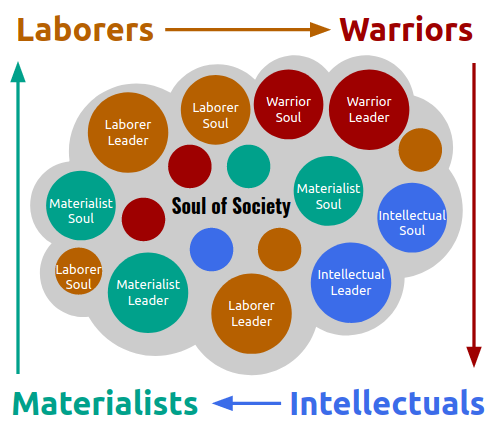 Laborers
Warriors
Laborer
Leader
Laborer
Soul
Warrior
Soul
Warrior
Leader
Materialist
Soul
Soul of Society
Materialist
Soul
Intellectual
Soul
Laborer
Soul
Materialist
Leader
Laborer
Leader
Intellectual
Leader
Materialists
Intellectuals